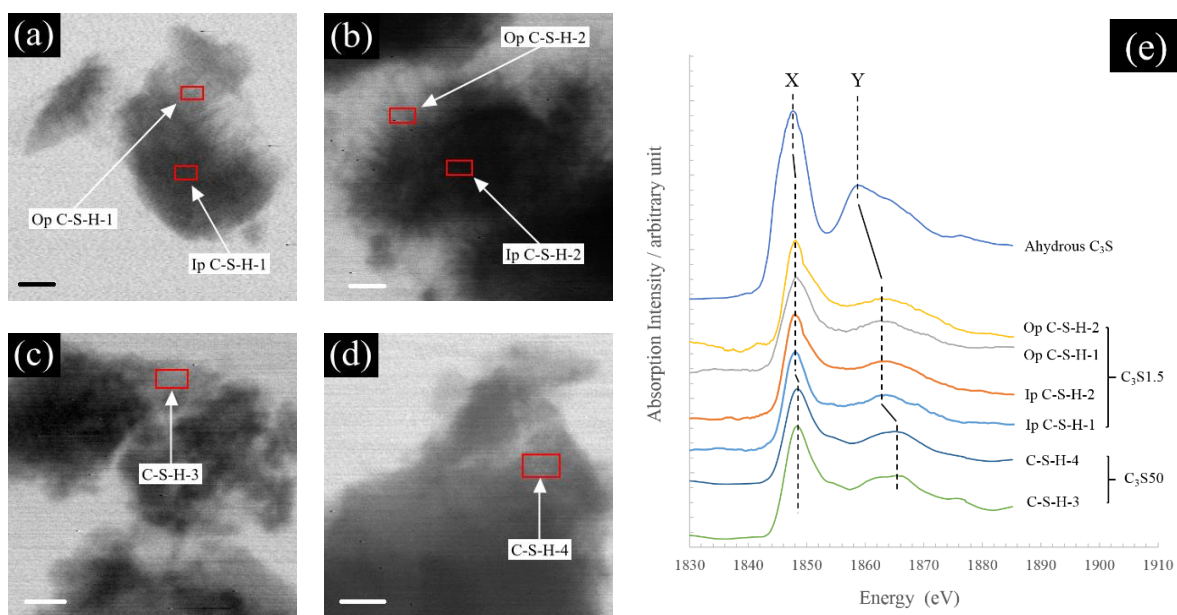 (a)
Op C-S-H-1
Ip C-S-H-1
(b)
Op C-S-H-2
Ip C-S-H-2
(c)
C-S-H-3
(d)
C-S-H-4
(e)
X Y
Absorption Intensity / arbitrary unit
Ahydrous C₃S
Op C-S-H-2
Op C-S-H-1
Ip C-S-H-2
Ip C-S-H-1
C₃S1.5
C-S-H-4
C-S-H-3
C₃S50
1830 1840 1850 1860 1870 1880 1890 1900 1910
Energy (eV)